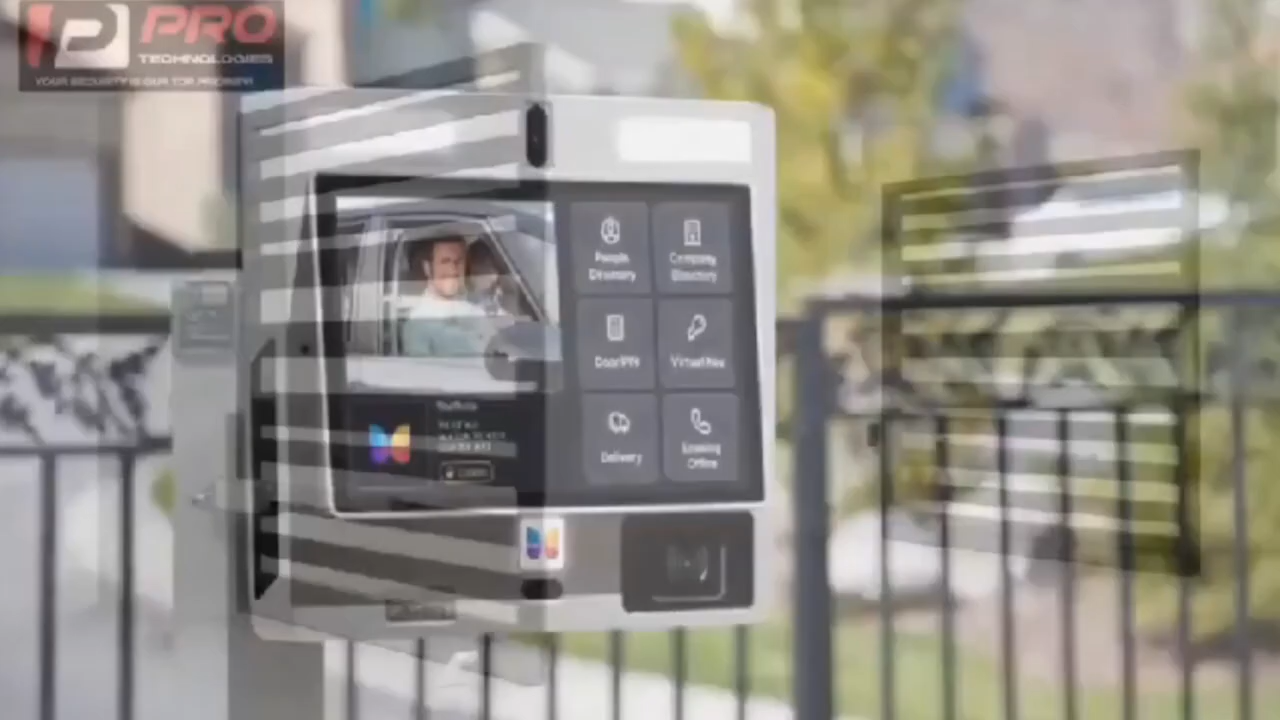 PRO
TECHNOLOGIES
YOUR SECURITY IS OUR TOP PRIORITY
People
Directory
Company
Directory
Door PIN
Virtual Key
Delivery
Leasing
Office